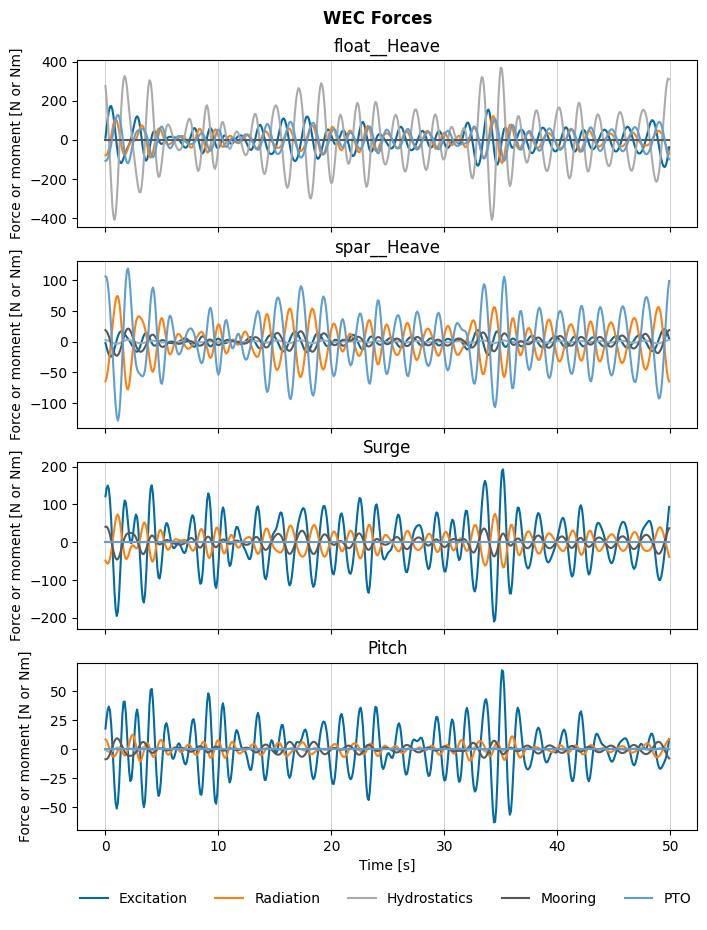 WEC Forces
float__Heave
Force or moment [N or Nm]
400
200
0
−200
−400
spar__Heave
Force or moment [N or Nm]
100
50
0
−50
−100
Surge
Force or moment [N or Nm]
200
100
0
−100
−200
Pitch
Force or moment [N or Nm]
50
25
0
−25
−50
0 10 20 30 40 50
Time [s]
Excitation Radiation Hydrostatics Mooring PTO